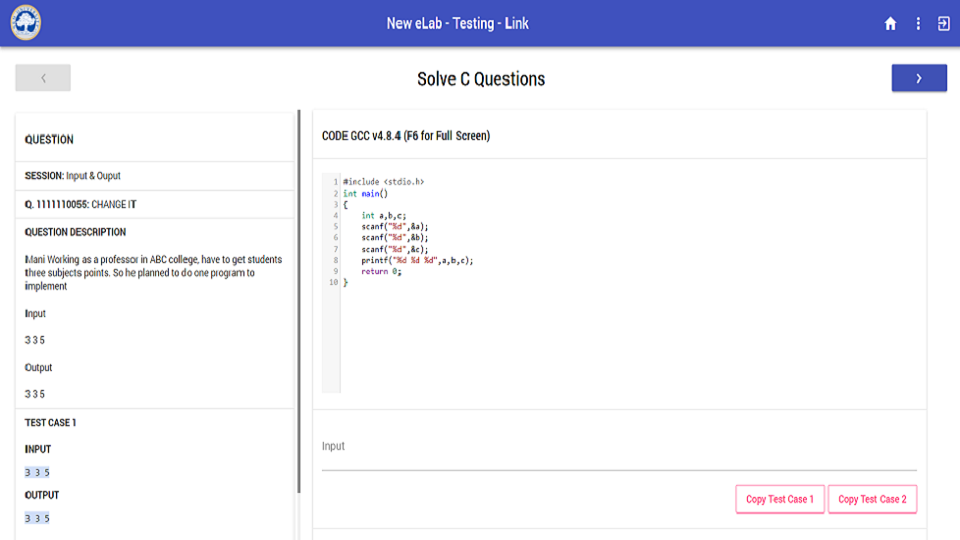 New eLab - Testing - Link
Solve C Questions
QUESTION
SESSION: Input & Ouput
Q. 1111110055: CHANGE IT
QUESTION DESCRIPTION
Mani Working as a professor in ABC college, have to get students
three subjects points. So he planned to do one program to
implement
Input
3 3 5
Output
3 3 5
TEST CASE 1
INPUT
3 3 5
OUTPUT
3 3 5
CODE GCC v4.8.4 (F6 for Full Screen)
1 #include <stdio.h>
2 int main()
3 {
4 int a,b,c;
5 scanf("%d",&a);
6 scanf("%d",&b);
7 scanf("%d",&c);
8 printf("%d %d %d",a,b,c);
9 return 0;
10 }
Input
Copy Test Case 1 Copy Test Case 2